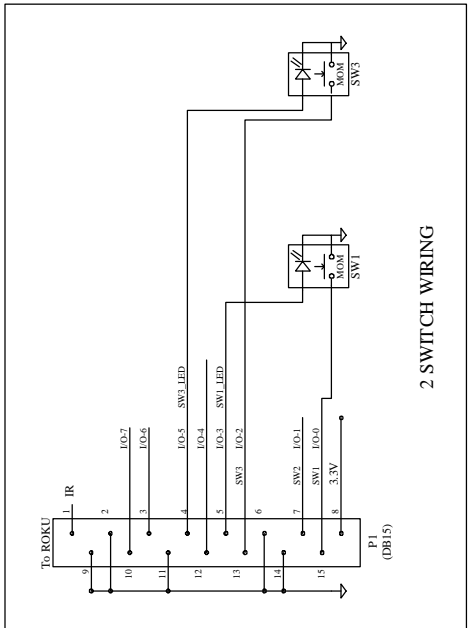 To ROKU
1
IR
9
2
10
I/O-7
3
I/O-6
11
4
I/O-5
SW3_LED
12
I/O-4
5
I/O-3
SW1_LED
13
SW3
I/O-2
6
14
7
SW2
I/O-1
15
SW1
I/O-0
8
3.3V
P1
(DB15)
MOM
SW3
MOM
SW1
2 SWITCH WIRING